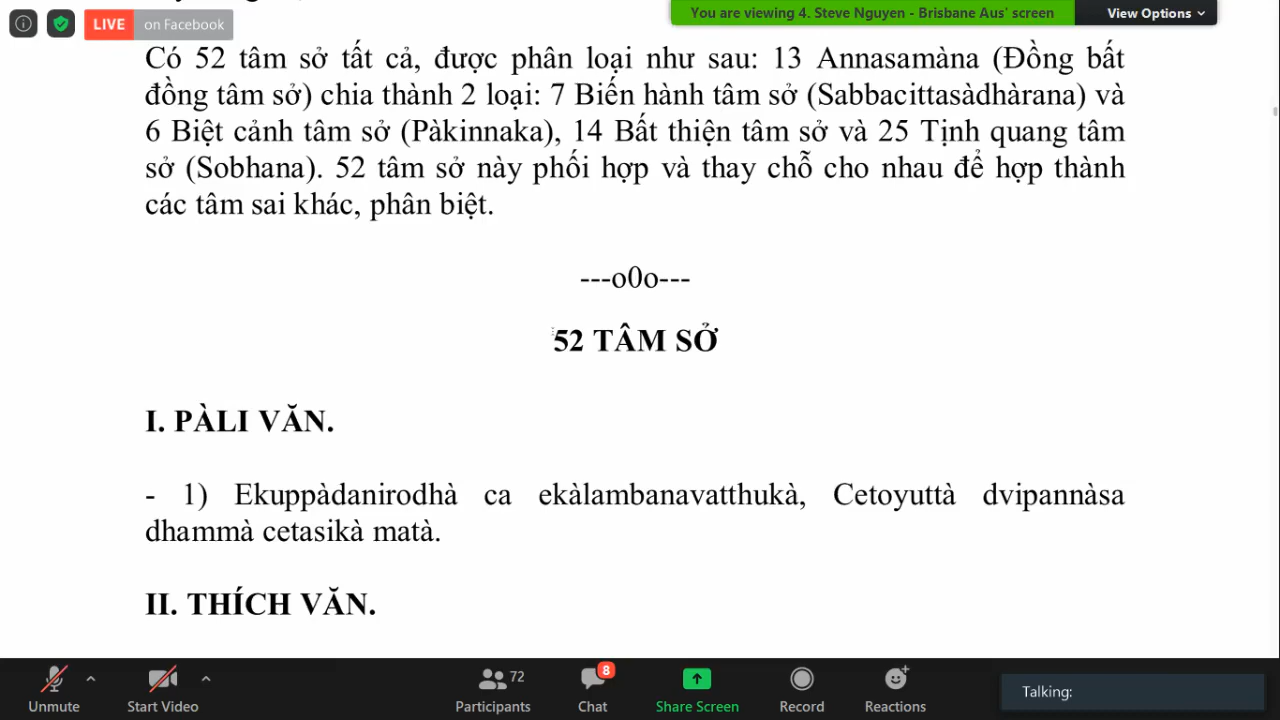 LIVE on Facebook
You are viewing 4. Steve Nguyen - Brisbane Aus' screen
View Options
Có 52 tâm sở tất cả, được phân loại như sau: 13 Annasamàna (Đồng bất
đồng tâm sở) chia thành 2 loại: 7 Biến hành tâm sở (Sabbacittasàdhàrana) và
6 Biệt cảnh tâm sở (Pàkinnaka), 14 Bất thiện tâm sở và 25 Tịnh quang tâm
sở (Sobhana). 52 tâm sở này phối hợp và thay chỗ cho nhau để hợp thành
các tâm sai khác, phân biệt.
---o0o---
52 TÂM SỞ
I. PÀLI VĂN.
- 1) Ekuppàdanirodhà ca ekàlambanavatthukà, Cetoyuttà dvipannàsa
dhammà cetasikà matà.
II. THÍCH VĂN.
72
8
Unmute
Start Video
Participants
Chat
Share Screen
Record
Reactions
Talking: